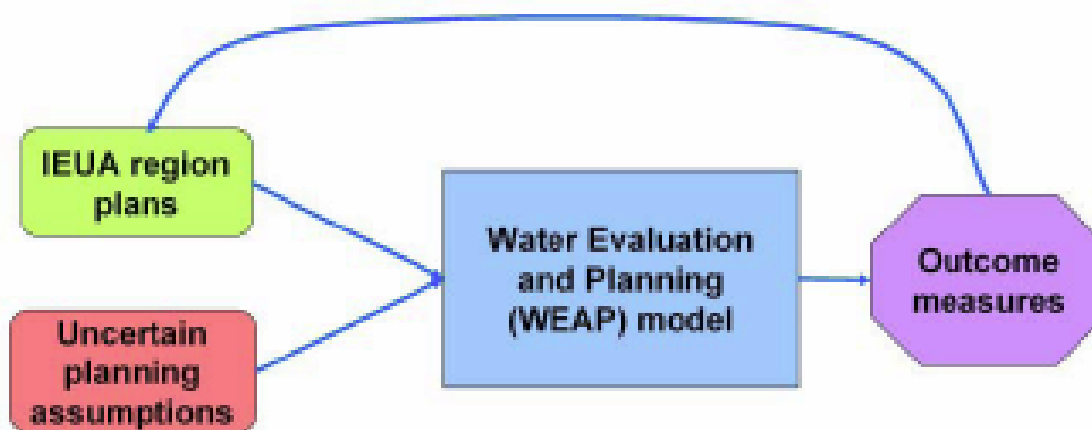 IEUA region
plans
Water Evaluation
and Planning
(WEAP) model
Outcome
measures
Uncertain
planning
assumptions